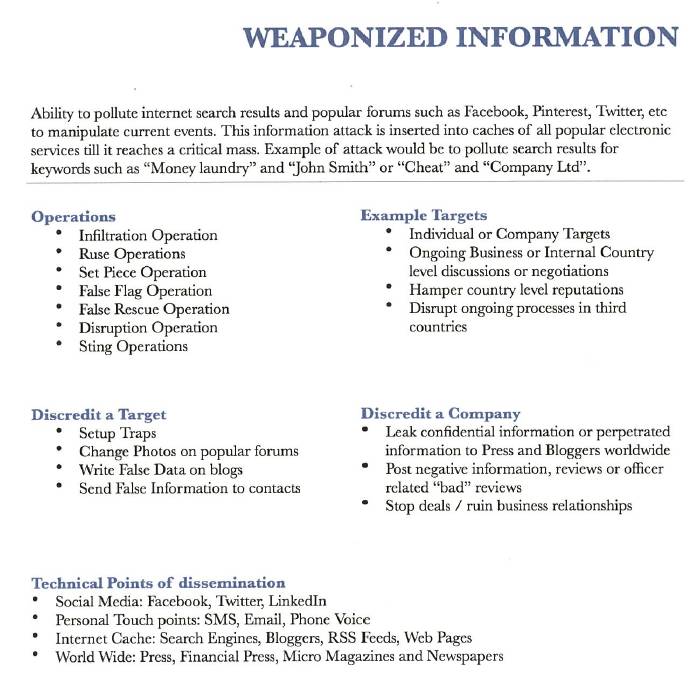 WEAPONIZED INFORMATION
Ability to pollute internet search results and popular forums such as Facebook, Pinterest, Twitter, etc
to manipulate current events. This information attack is inserted into caches of all popular electronic
services till it reaches a critical mass. Example of attack would be to pollute search results for
keywords such as “Money laundry” and “John Smith” or “Cheat” and “Company Ltd”.
Operations
• Infiltration Operation
• Ruse Operations
• Set Piece Operation
• False Flag Operation
• False Rescue Operation
• Disruption Operation
• Sting Operations
Example Targets
• Individual or Company Targets
• Ongoing Business or Internal Country
level discussions or negotiations
• Hamper country level reputations
• Disrupt ongoing processes in third
countries
Discredit a Target
• Setup Traps
• Change Photos on popular forums
• Write False Data on blogs
• Send False Information to contacts
Discredit a Company
• Leak confidential information or perpetrated
information to Press and Bloggers worldwide
• Post negative information, reviews or officer
related “bad” reviews
• Stop deals / ruin business relationships
Technical Points of dissemination
• Social Media: Facebook, Twitter, LinkedIn
• Personal Touch points: SMS, Email, Phone Voice
• Internet Cache: Search Engines, Bloggers, RSS Feeds, Web Pages
• World Wide: Press, Financial Press, Micro Magazines and Newspapers